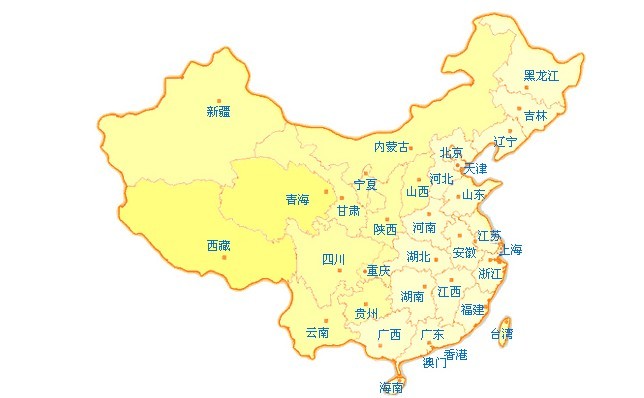 黑龙江
新疆
吉林
辽宁
内蒙古
北京
天津
宁夏
河北
山西
山东
青海
甘肃
陕西
河南
江苏
西藏
上海
安徽
四川
湖北
重庆
浙江
湖南
江西
贵州
福建
云南
广西
广东
台湾
香港
澳门
海南